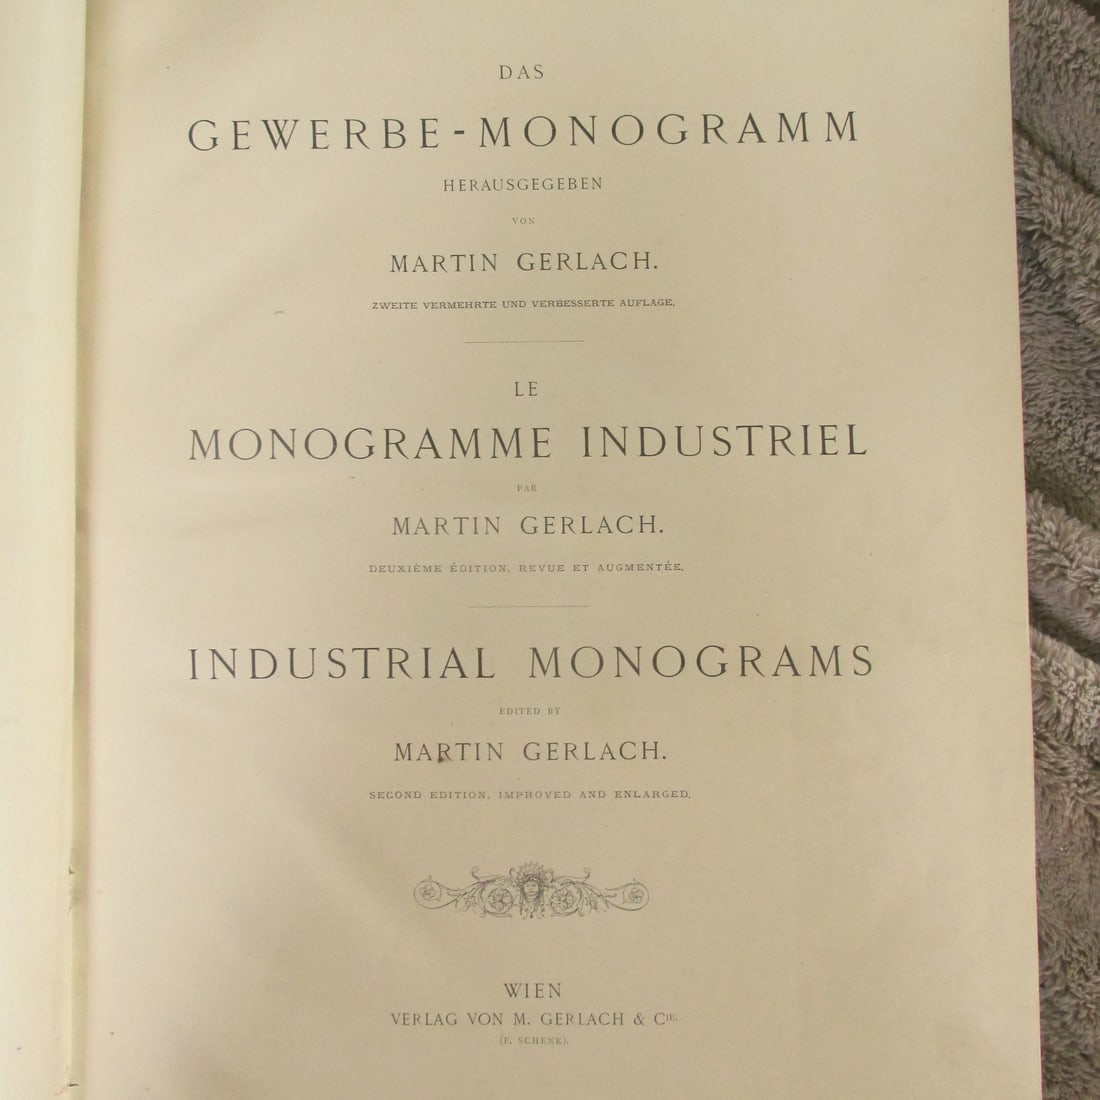 DAS
GEWERBE-MONOGRAMM
HERAUSGEGEBEN
VON
MARTIN GERLACH.
ZWEITE VERMEHRTE UND VERBESSERTE AUFLAGE.
LE
MONOGRAMME INDUSTRIEL
PAR
MARTIN GERLACH.
DEUXIÈME ÉDITION, REVUE ET AUGMENTÉE.
INDUSTRIAL MONOGRAMS
EDITED BY
MARTIN GERLACH.
SECOND EDITION, IMPROVED AND ENLARGED.
WIEN
VERLAG VON M. GERLACH & CIE.
(F. SCHENK).